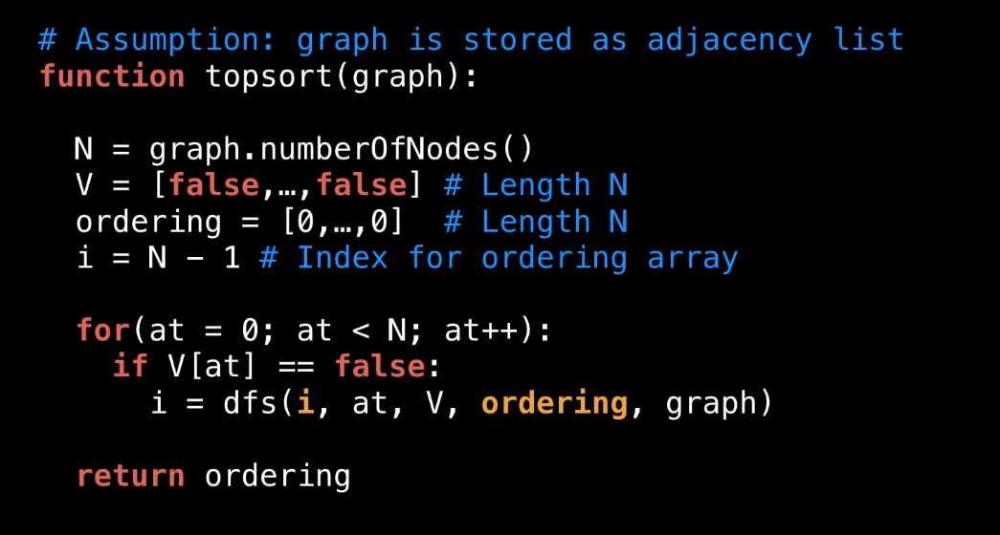 # Assumption: graph is stored as adjacency list
function topsort(graph):
N = graph.numberOfNodes()
V = [false,…,false] # Length N
ordering = [0,…,0] # Length N
i = N - 1 # Index for ordering array
for(at = 0; at < N; at++):
if V[at] == false:
i = dfs(i, at, V, ordering, graph)
return ordering